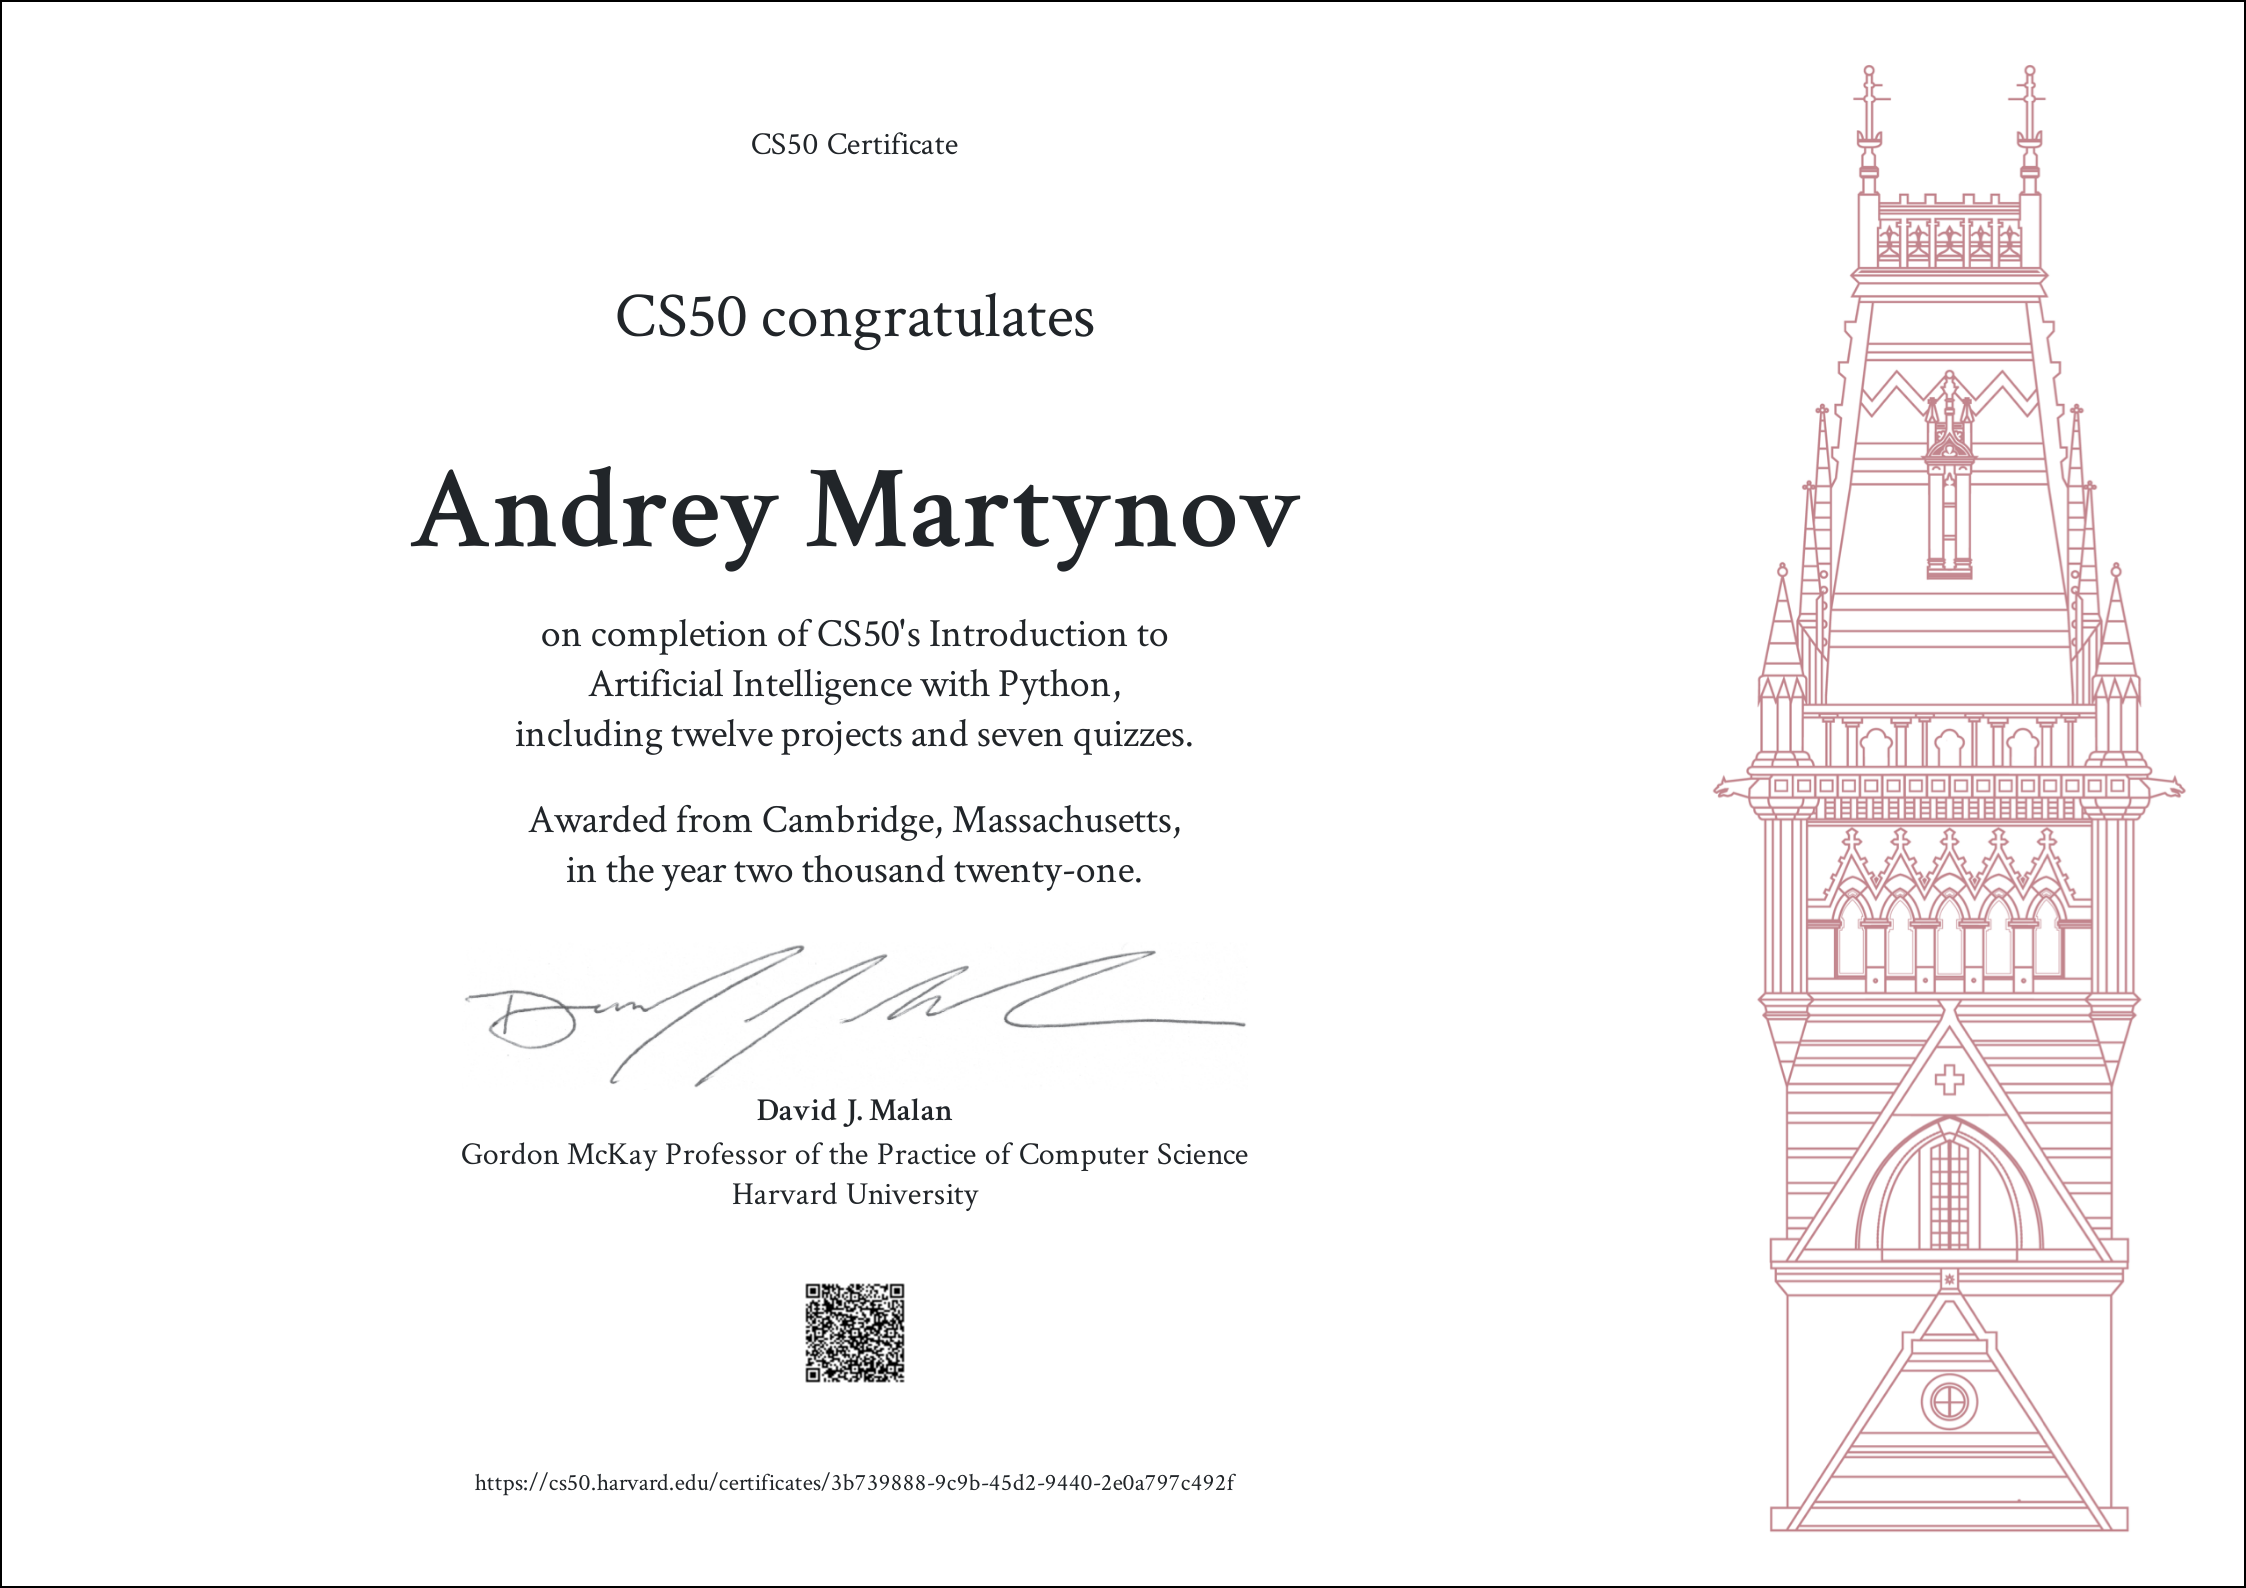 CS50 Certificate
CS50 congratulates
Andrey Martynov
on completion of CS50's Introduction to
Artificial Intelligence with Python,
including twelve projects and seven quizzes.
Awarded from Cambridge, Massachusetts,
in the year two thousand twenty-one.
David J. Malan
Gordon McKay Professor of the Practice of Computer Science
Harvard University
https://cs50.harvard.edu/certificates/3b739888-9c9b-45d2-9440-2e0a797c492f